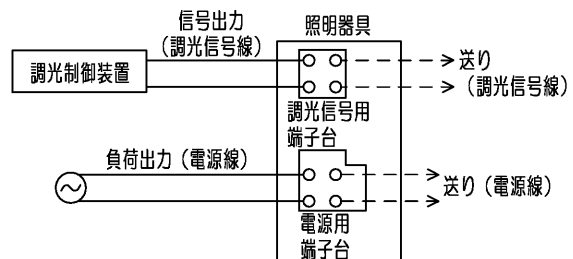 信号出力
(調光信号線)
照明器具
調光制御装置
送り
(調光信号線)
調光信号用
端子台
負荷出力(電源線)
送り(電源線)
電源用
端子台